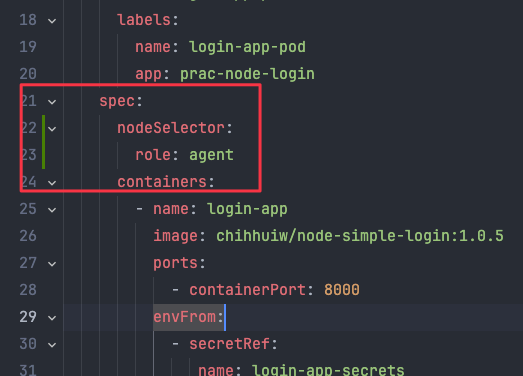 18 labels:
19 name: login-app-pod
20 app: prac-node-login
21 spec:
22 nodeSelector:
23 role: agent
24 containers:
25 - name: login-app
26 image: chihhuiw/node-simple-login:1.0.5
27 ports:
28 - containerPort: 8000
29 envFrom:
30 - secretRef:
31 name: login-app-secrets